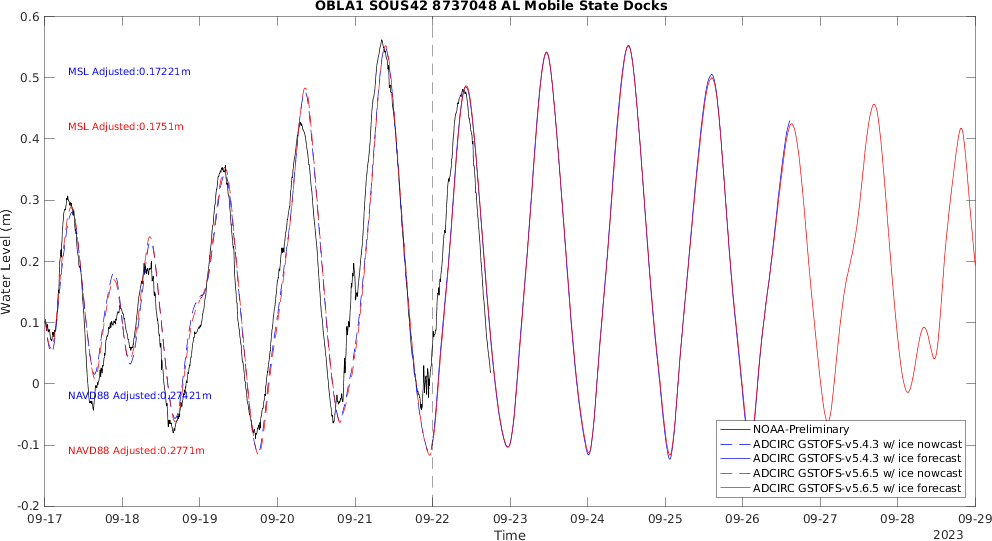 OBLA1 SOUS42 8737048 AL Mobile State Docks
0.6
0.5
0.4
0.3
0.2
0.1
0
-0.1
-0.2
Water Level (m)
MSL Adjusted:0.17221m
MSL Adjusted:0.1751m
NAVD88 Adjusted:0.27421m
NAVD88 Adjusted:0.2771m
NOAA-Preliminary
ADCIRC GSTOFS-v5.4.3 w/ ice nowcast
ADCIRC GSTOFS-v5.4.3 w/ ice forecast
ADCIRC GSTOFS-v5.6.5 w/ ice nowcast
ADCIRC GSTOFS-v5.6.5 w/ ice forecast
09-17 09-18 09-19 09-20 09-21 09-22 09-23 09-24 09-25 09-26 09-27 09-28 09-29
Time
2023